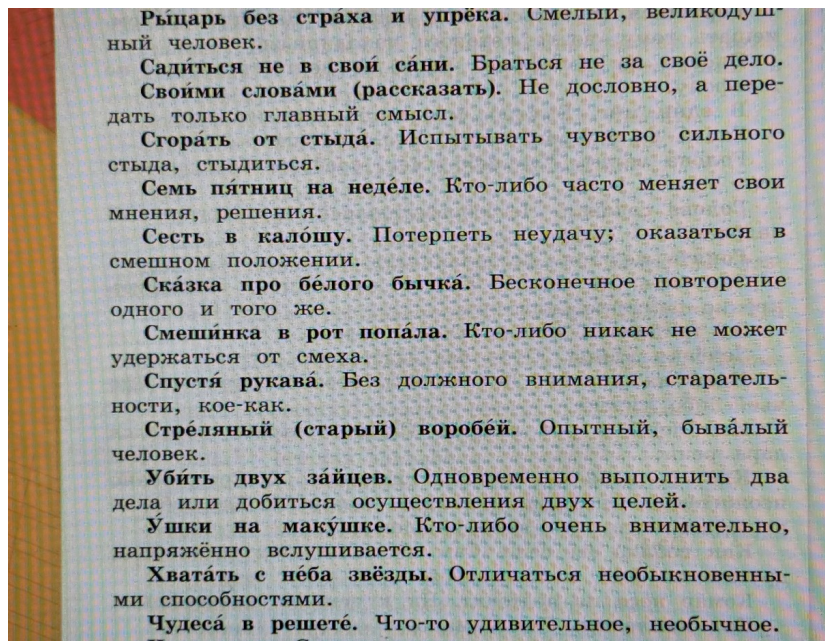 Ры́царь без стра́ха и упрёка. Смелый, великодуш-
ный человек.
Сади́ться не в свои́ са́ни. Браться не за своё дело.
Свои́ми слова́ми (рассказать). Не дословно, а пере-
дать только главный смысл.
Сгора́ть от стыда́. Испытывать чувство сильного
стыда, стыдиться.
Семь пя́тниц на неде́ле. Кто-либо часто меняет свои
мнения, решения.
Сесть в кало́шу. Потерпеть неудачу; оказаться в
смешном положении.
Ска́зка про бе́лого бычка́. Бесконечное повторение
одного и того же.
Смеши́нка в рот попа́ла. Кто-либо никак не может
удержаться от смеха.
Спустя́ рукава́. Без должного внимания, старатель-
ности, кое-как.
Стре́ляный (старый) воробе́й. Опытный, быва́лый
человек.
Уби́ть двух за́йцев. Одновременно выполнить два
дела или добиться осуществления двух целей.
У́шки на маку́шке. Кто-либо очень внимательно,
напряжённо вслушивается.
Хвата́ть с не́ба звёзды. Отличаться необыкновенны-
ми способностями.
Чудеса́ в решете́. Что-то удивительное, необычное.